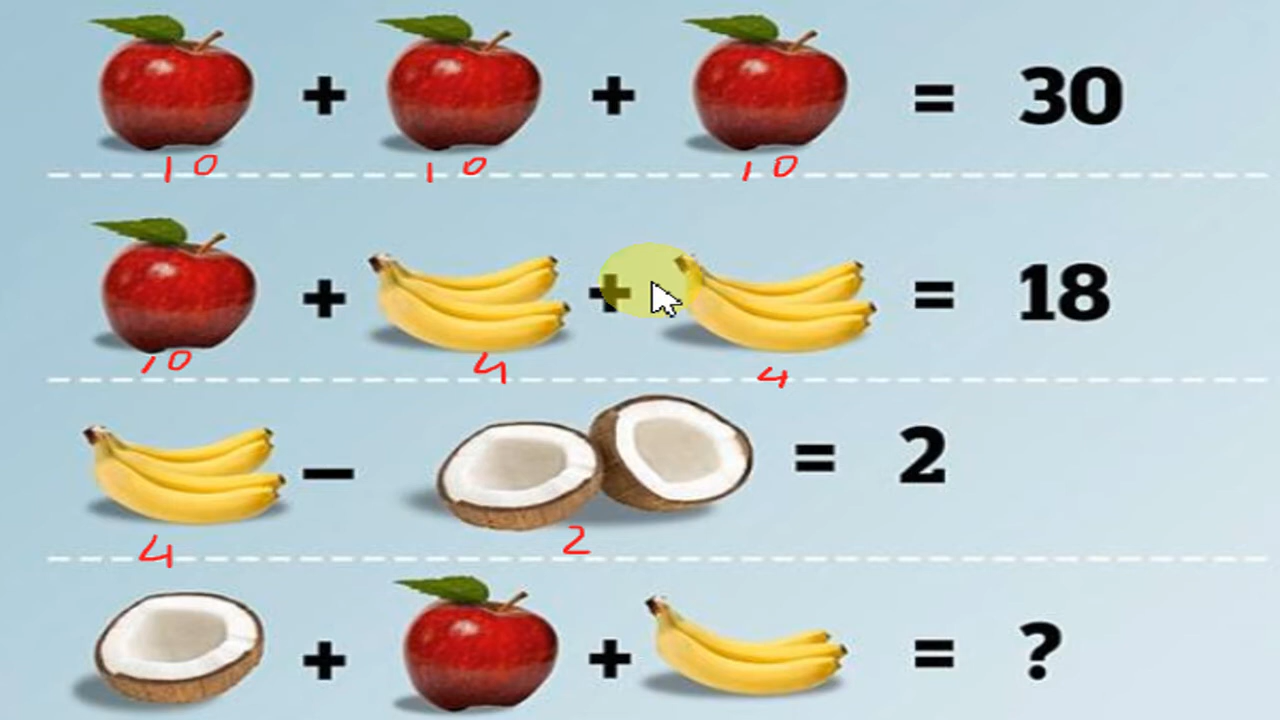 + + = 30
10 10 10
+ + = 18
10 4 4
− = 2
4 2
+ + = ?